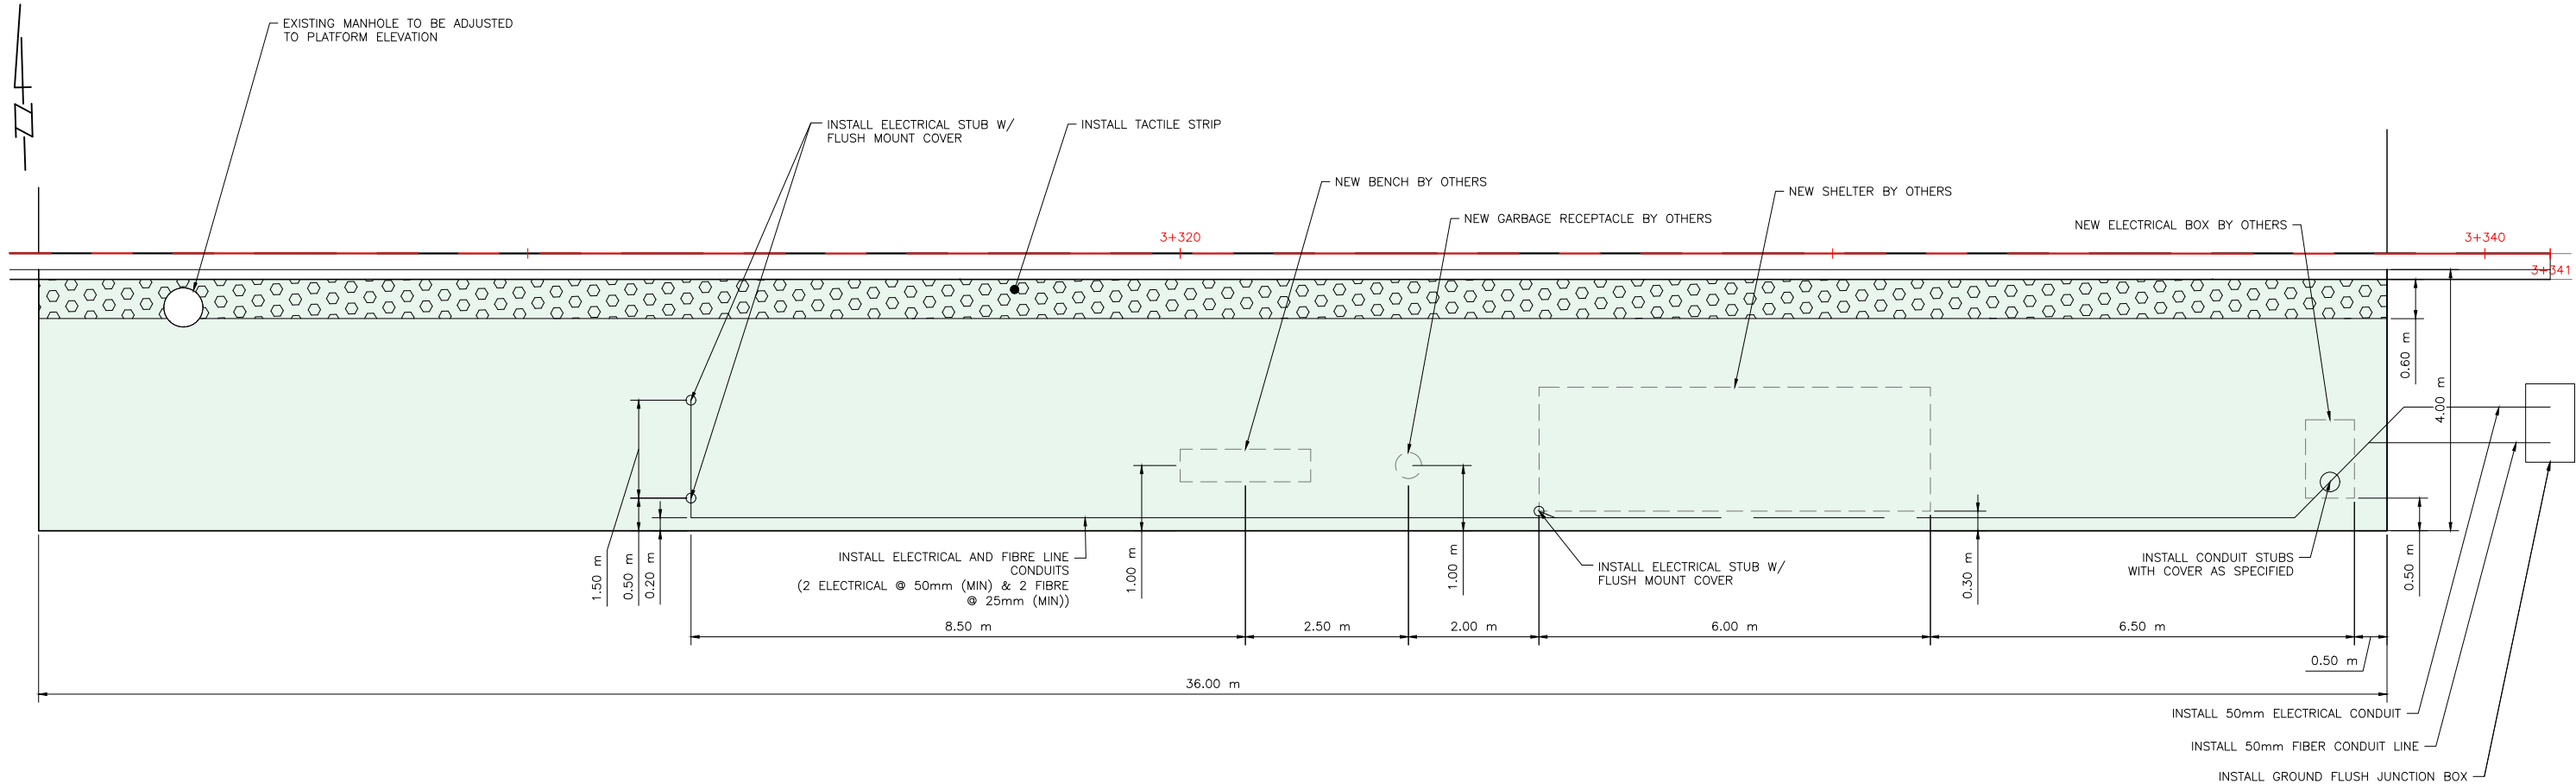 EXISTING MANHOLE TO BE ADJUSTED
TO PLATFORM ELEVATION
INSTALL ELECTRICAL STUB W/
FLUSH MOUNT COVER
INSTALL TACTILE STRIP
NEW BENCH BY OTHERS
NEW GARBAGE RECEPTACLE BY OTHERS
NEW SHELTER BY OTHERS
NEW ELECTRICAL BOX BY OTHERS
3+320
3+340
3+341
0.60 m
4.00 m
1.50 m
0.50 m
0.20 m
INSTALL ELECTRICAL AND FIBRE LINE
CONDUITS
(2 ELECTRICAL @ 50mm (MIN) & 2 FIBRE
@ 25mm (MIN))
1.00 m
1.00 m
INSTALL ELECTRICAL STUB W/
FLUSH MOUNT COVER
0.30 m
INSTALL CONDUIT STUBS
WITH COVER AS SPECIFIED
0.50 m
8.50 m
2.50 m
2.00 m
6.00 m
6.50 m
0.50 m
36.00 m
INSTALL 50mm ELECTRICAL CONDUIT
INSTALL 50mm FIBER CONDUIT LINE
INSTALL GROUND FLUSH JUNCTION BOX